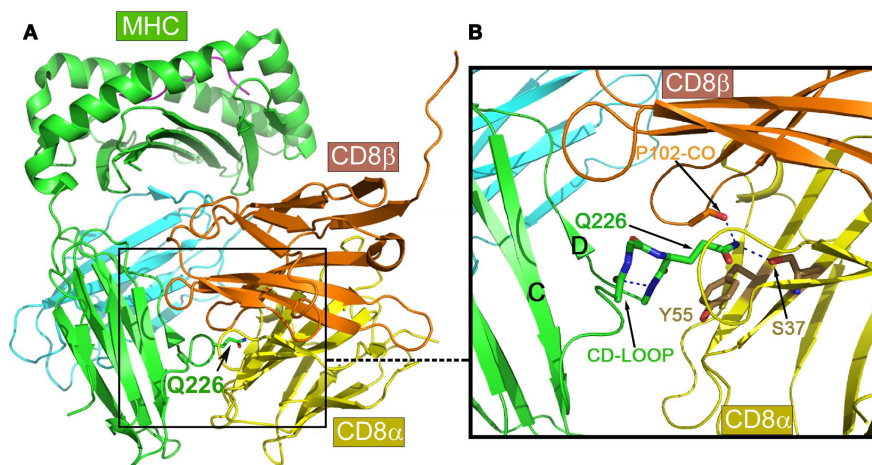 A
MHC
CD8β
Q226
CD8α
B
CD8β
P102-CO
Q226
D
C
Y55
S37
CD-LOOP
CD8α